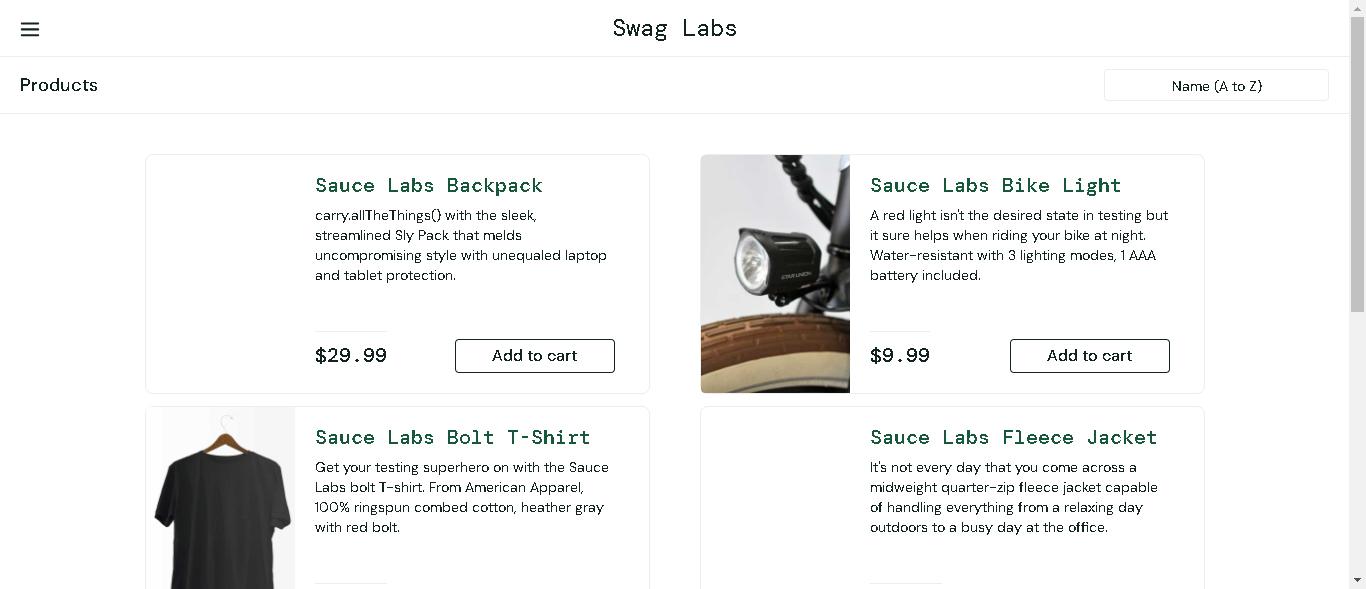 Swag Labs
Products
Name (A to Z)
Sauce Labs Backpack
carry.allTheThings() with the sleek,
streamlined Sly Pack that melds
uncompromising style with unequaled laptop
and tablet protection.
$29.99
Add to cart
Sauce Labs Bike Light
A red light isn't the desired state in testing but
it sure helps when riding your bike at night.
Water-resistant with 3 lighting modes, 1 AAA
battery included.
STAR UNION
$9.99
Add to cart
Sauce Labs Bolt T-Shirt
Get your testing superhero on with the Sauce
Labs bolt T-shirt. From American Apparel,
100% ringspun combed cotton, heather gray
with red bolt.
Sauce Labs Fleece Jacket
It's not every day that you come across a
midweight quarter-zip fleece jacket capable
of handling everything from a relaxing day
outdoors to a busy day at the office.